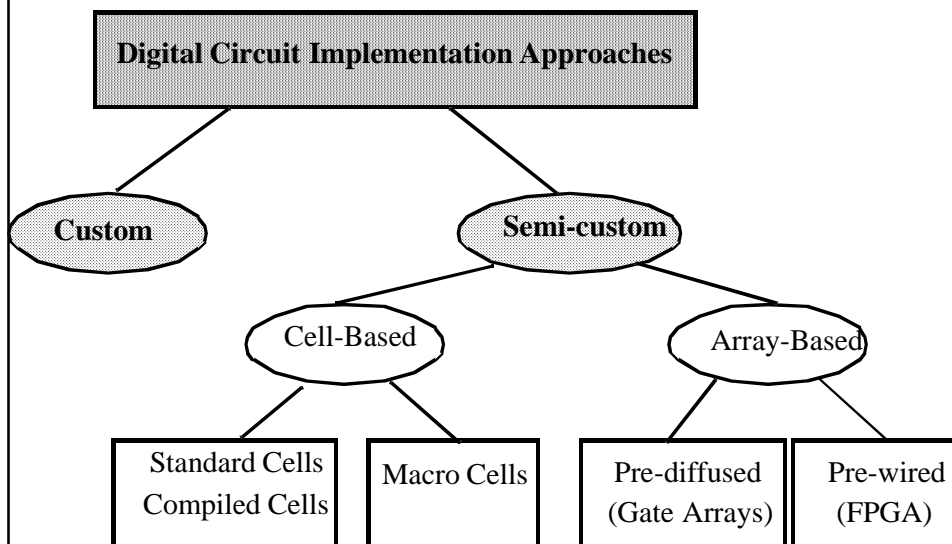 Digital Circuit Implementation Approaches
Custom
Semi-custom
Cell-Based
Array-Based
Standard Cells
Compiled Cells
Macro Cells
Pre-diffused
(Gate Arrays)
Pre-wired
(FPGA)